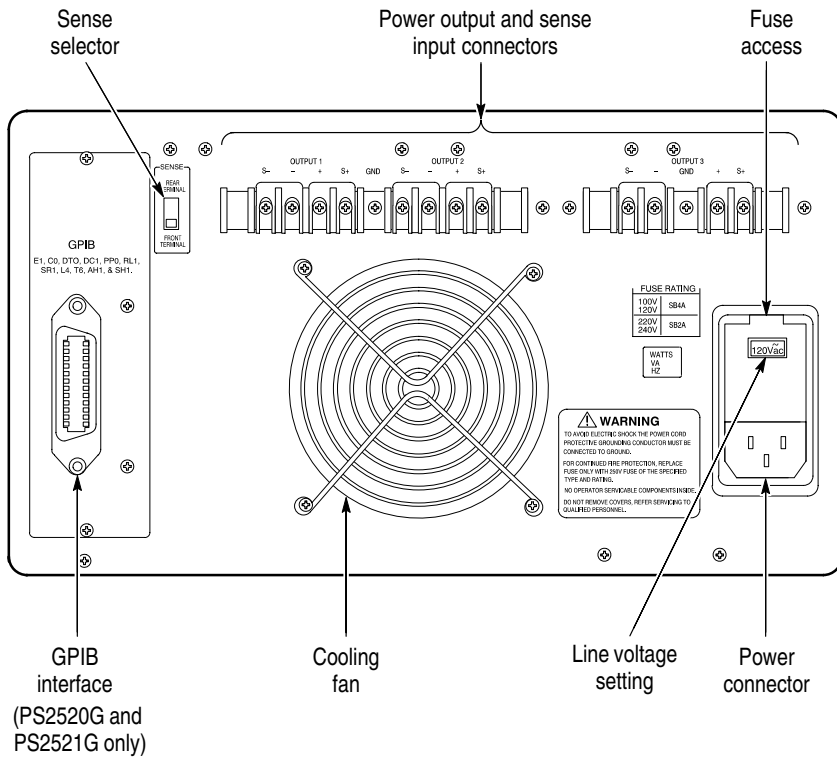 Sense
selector
Power output and sense
input connectors
Fuse
access
SENSE
REAR
TERMINAL
FRONT
TERMINAL
OUTPUT 1
S– – + S+ GND
OUTPUT 2
S– – + S+
OUTPUT 3
S– – GND + S+
GPIB
E1, C0, DTO, DC1, PP0, RL1,
SR1, L4, T6, AH1, & SH1.
FUSE RATING
100V
120V
SB4A
220V
240V
SB2A
WATTS
VA
HZ
120Vac
~
⚠ WARNING
TO AVOID ELECTRIC SHOCK THE POWER CORD
PROTECTIVE GROUNDING CONDUCTOR MUST BE
CONNECTED TO GROUND.
FOR CONTINUED FIRE PROTECTION, REPLACE
FUSE ONLY WITH 250V FUSE OF THE SPECIFIED
TYPE AND RATING.
NO OPERATOR SERVICABLE COMPONENTS INSIDE.
DO NOT REMOVE COVERS, REFER SERVICING TO
QUALIFIED PERSONNEL.
GPIB
interface
(PS2520G and
PS2521G only)
Cooling
fan
Line voltage
setting
Power
connector